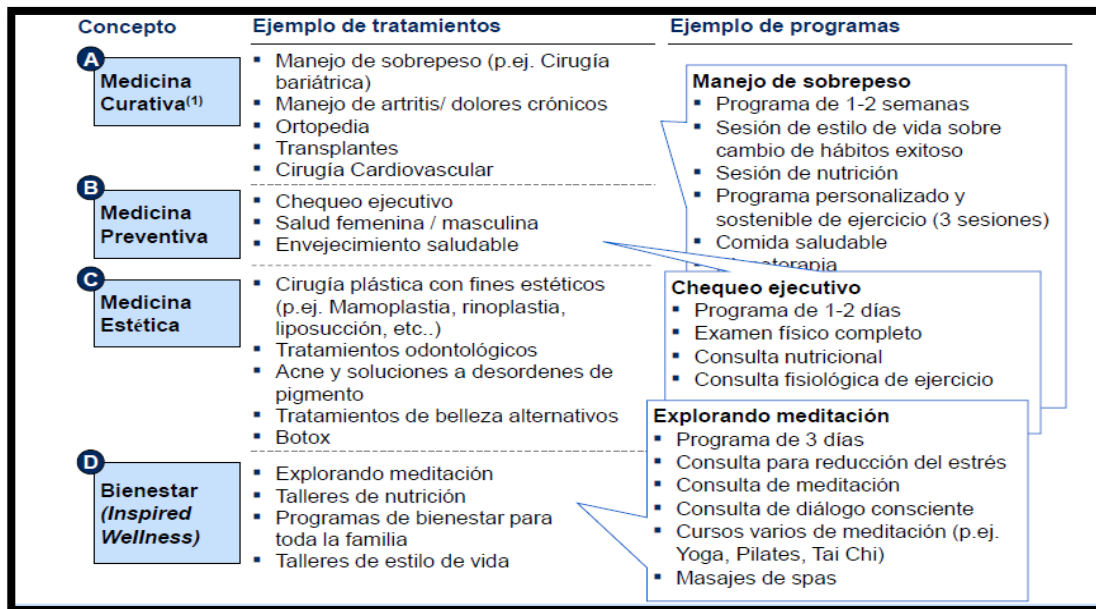 Concepto
Ejemplo de tratamientos
Ejemplo de programas
A
Medicina
Curativa(1)
▪ Manejo de sobrepeso (p.ej. Cirugía
bariátrica)
▪ Manejo de artritis/ dolores crónicos
▪ Ortopedia
▪ Transplantes
▪ Cirugía Cardiovascular
B
Medicina
Preventiva
▪ Chequeo ejecutivo
▪ Salud femenina / masculina
▪ Envejecimiento saludable
C
Medicina
Estética
▪ Cirugía plástica con fines estéticos
(p.ej. Mamoplastia, rinoplastia,
liposucción, etc..)
▪ Tratamientos odontológicos
▪ Acne y soluciones a desordenes de
pigmento
▪ Tratamientos de belleza alternativos
▪ Botox
D
Bienestar
(Inspired
Wellness)
▪ Explorando meditación
▪ Talleres de nutrición
▪ Programas de bienestar para
toda la familia
▪ Talleres de estilo de vida
Manejo de sobrepeso
▪ Programa de 1-2 semanas
▪ Sesión de estilo de vida sobre
cambio de hábitos exitoso
▪ Sesión de nutrición
▪ Programa personalizado y
sostenible de ejercicio (3 sesiones)
▪ Comida saludable
Chequeo ejecutivo
▪ Programa de 1-2 días
▪ Examen físico completo
▪ Consulta nutricional
▪ Consulta fisiológica de ejercicio
Explorando meditación
▪ Programa de 3 días
▪ Consulta para reducción del estrés
▪ Consulta de meditación
▪ Consulta de diálogo consciente
▪ Cursos varios de meditación (p.ej.
Yoga, Pilates, Tai Chi)
▪ Masajes de spas